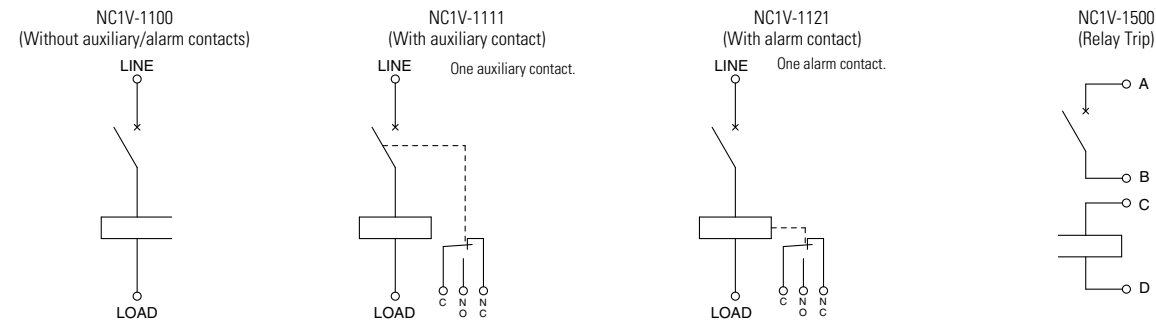 NC1V-1100
(Without auxiliary/alarm contacts)
LINE
LOAD
NC1V-1111
(With auxiliary contact)
LINE
One auxiliary contact.
LOAD
C
NO
NC
NC1V-1121
(With alarm contact)
LINE
One alarm contact.
LOAD
C
NO
NC
NC1V-1500
(Relay Trip)
A
B
C
D